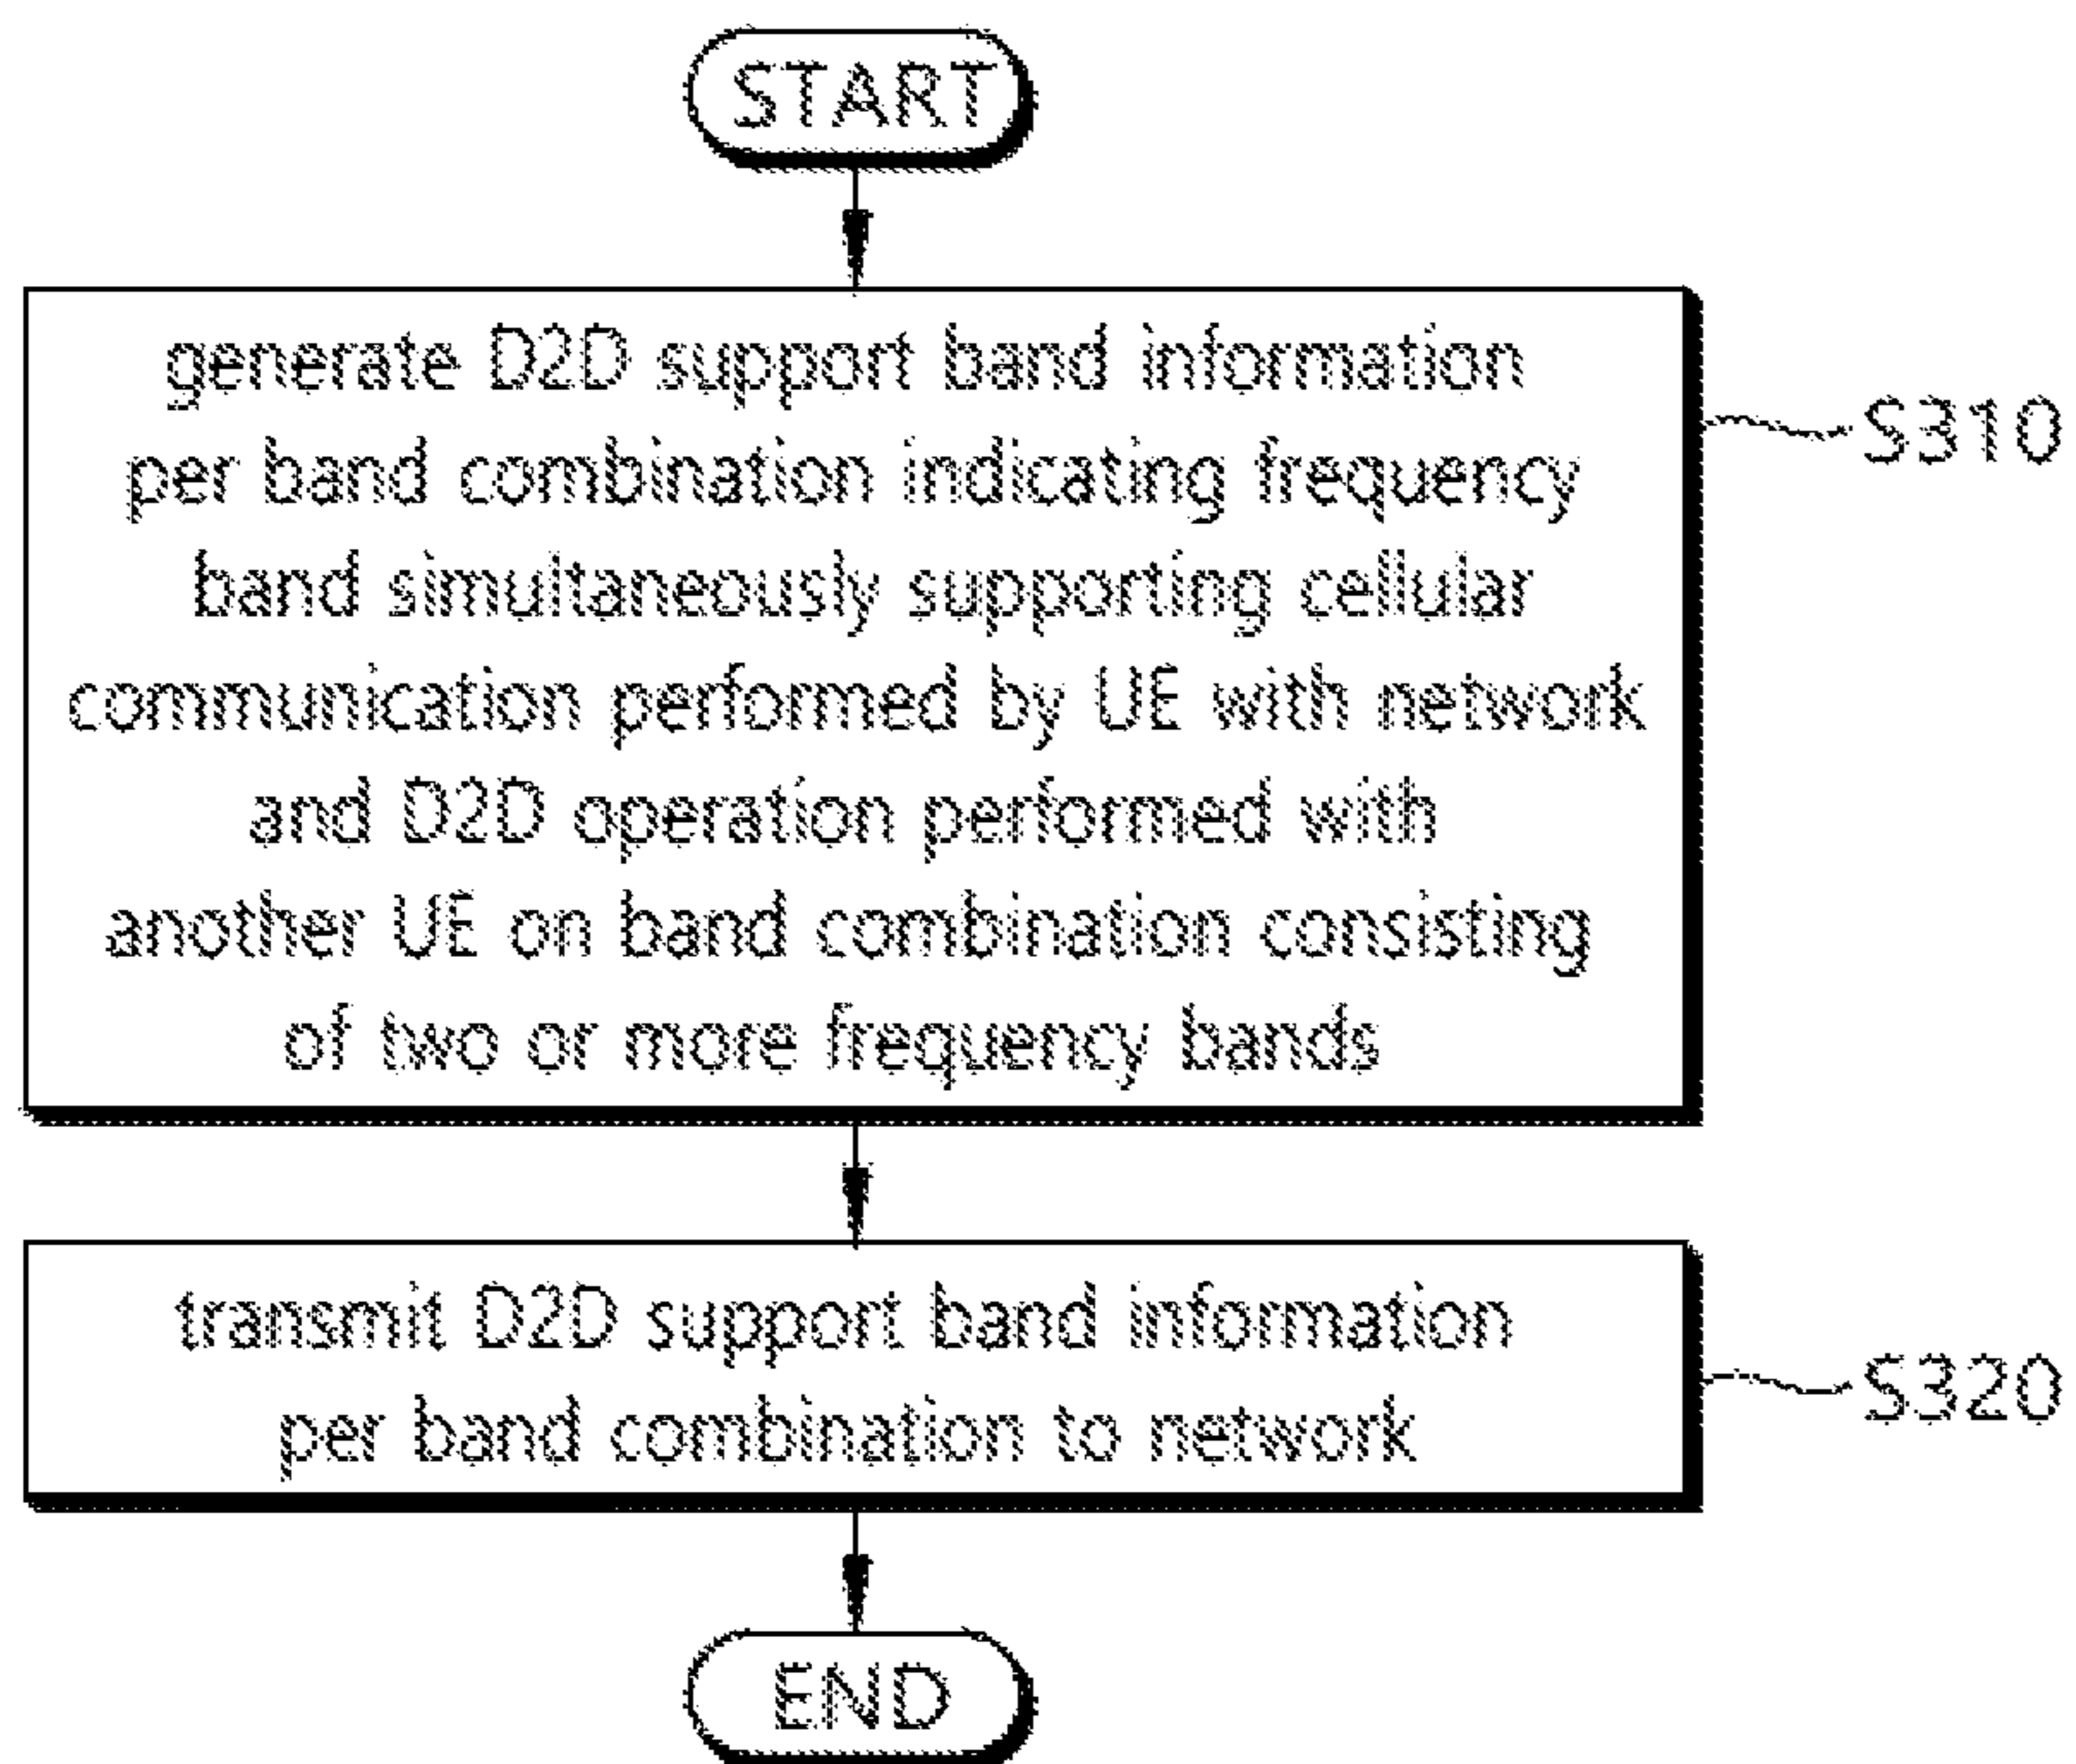 START
generate D2D support band information
per band combination indicating frequency
band simultaneously supporting cellular
communication performed by UE with network
and D2D operation performed with
another UE on band combination consisting
of two or more frequency bands
S310
transmit D2D support band information
per band combination to network
S320
END